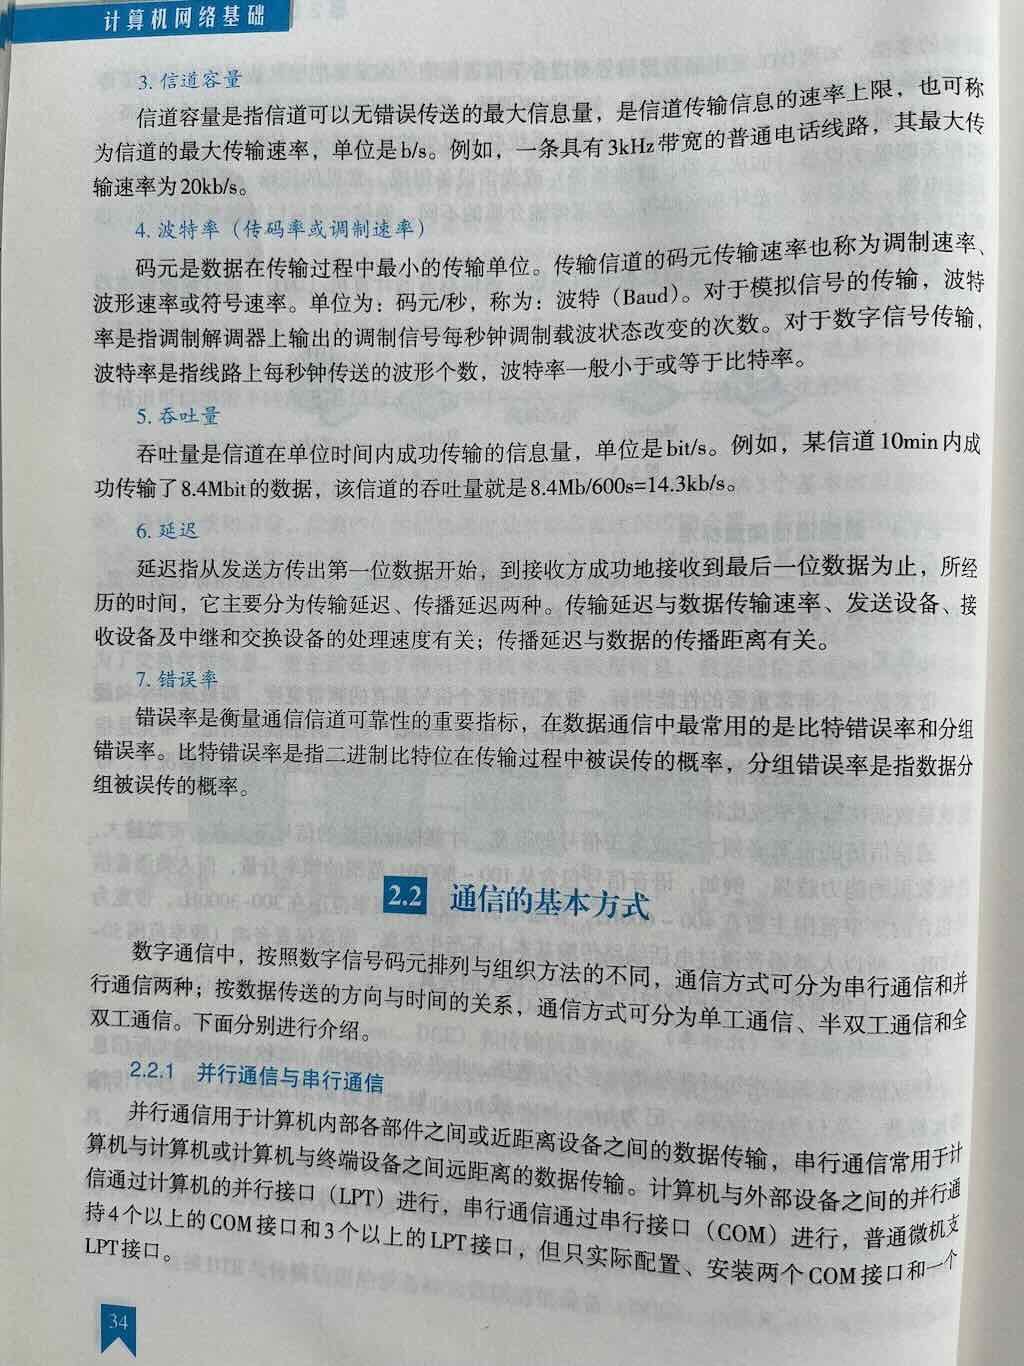 计算机网络基础
3. 信道容量
信道容量是指信道可以无错误传送的最大信息量，是信道传输信息的速率上限，也可称
为信道的最大传输速率，单位是b/s。例如，一条具有3kHz带宽的普通电话线路，其最大传
输速率为20kb/s。
4. 波特率（传码率或调制速率）
码元是数据在传输过程中最小的传输单位。传输信道的码元传输速率也称为调制速率、
波形速率或符号速率。单位为：码元/秒，称为：波特（Baud）。对于模拟信号的传输，波特
率是指调制解调器上输出的调制信号每秒钟调制载波状态改变的次数。对于数字信号传输，
波特率是指线路上每秒钟传送的波形个数，波特率一般小于或等于比特率。
5. 吞吐量
吞吐量是信道在单位时间内成功传输的信息量，单位是bit/s。例如，某信道10min内成
功传输了8.4Mbit的数据，该信道的吞吐量就是8.4Mb/600s=14.3kb/s。
6. 延迟
延迟指从发送方传出第一位数据开始，到接收方成功地接收到最后一位数据为止，所经
历的时间，它主要分为传输延迟、传播延迟两种。传输延迟与数据传输速率、发送设备、接
收设备及中继和交换设备的处理速度有关；传播延迟与数据的传播距离有关。
7. 错误率
错误率是衡量通信信道可靠性的重要指标，在数据通信中最常用的是比特错误率和分组
错误率。比特错误率是指二进制比特位在传输过程中被误传的概率，分组错误率是指数据分
组被误传的概率。
2.2 通信的基本方式
数字通信中，按照数字信号码元排列与组织方法的不同，通信方式可分为串行通信和并
行通信两种；按数据传送的方向与时间的关系，通信方式可分为单工通信、半双工通信和全
双工通信。下面分别进行介绍。
2.2.1 并行通信与串行通信
并行通信用于计算机内部各部件之间或近距离设备之间的数据传输，串行通信常用于计
算机与计算机或计算机与终端设备之间远距离的数据传输。计算机与外部设备之间的并行通
信通过计算机的并行接口（LPT）进行，串行通信通过串行接口（COM）进行，普通微机支
持4个以上的COM接口和3个以上的LPT接口，但只实际配置、安装两个COM接口和一个
LPT接口。
34